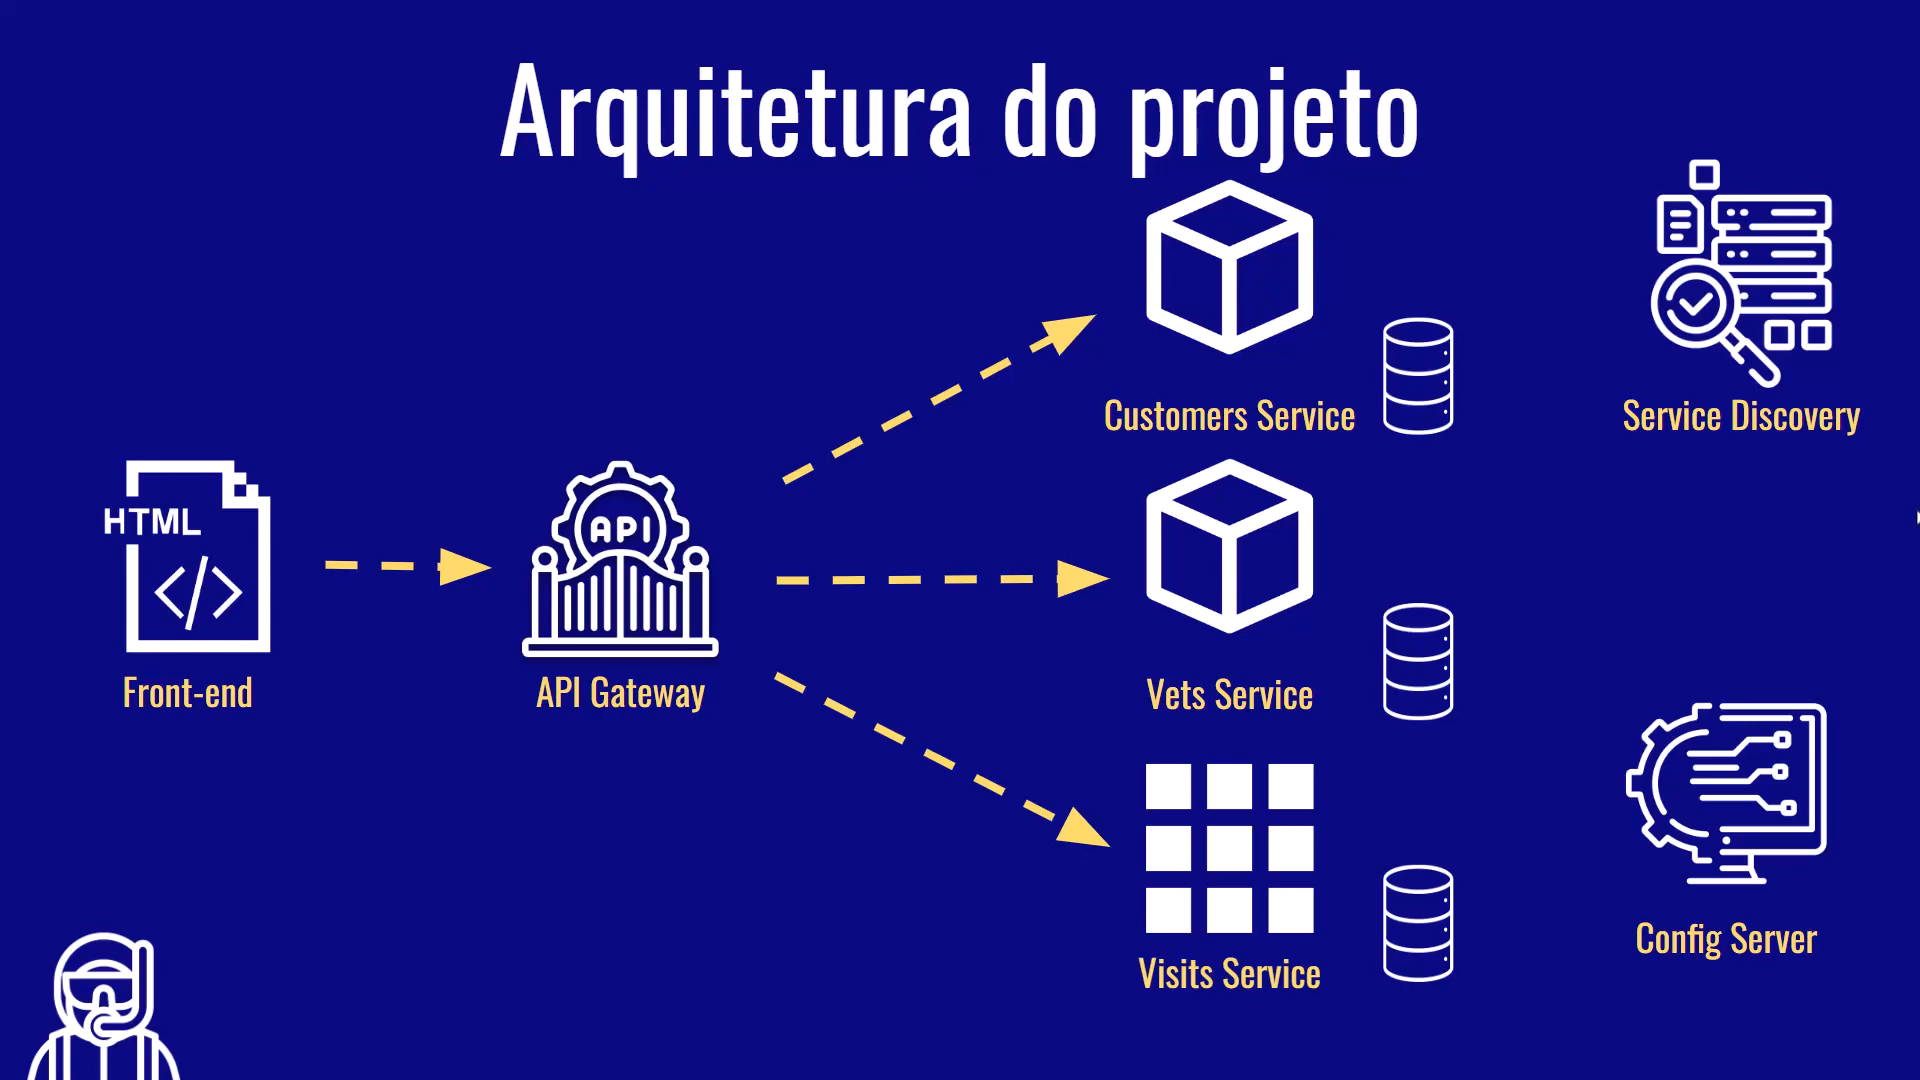 Arquitetura do projeto
Customers Service
Service Discovery
HTML
API
Front-end
API Gateway
Vets Service
Config Server
Visits Service